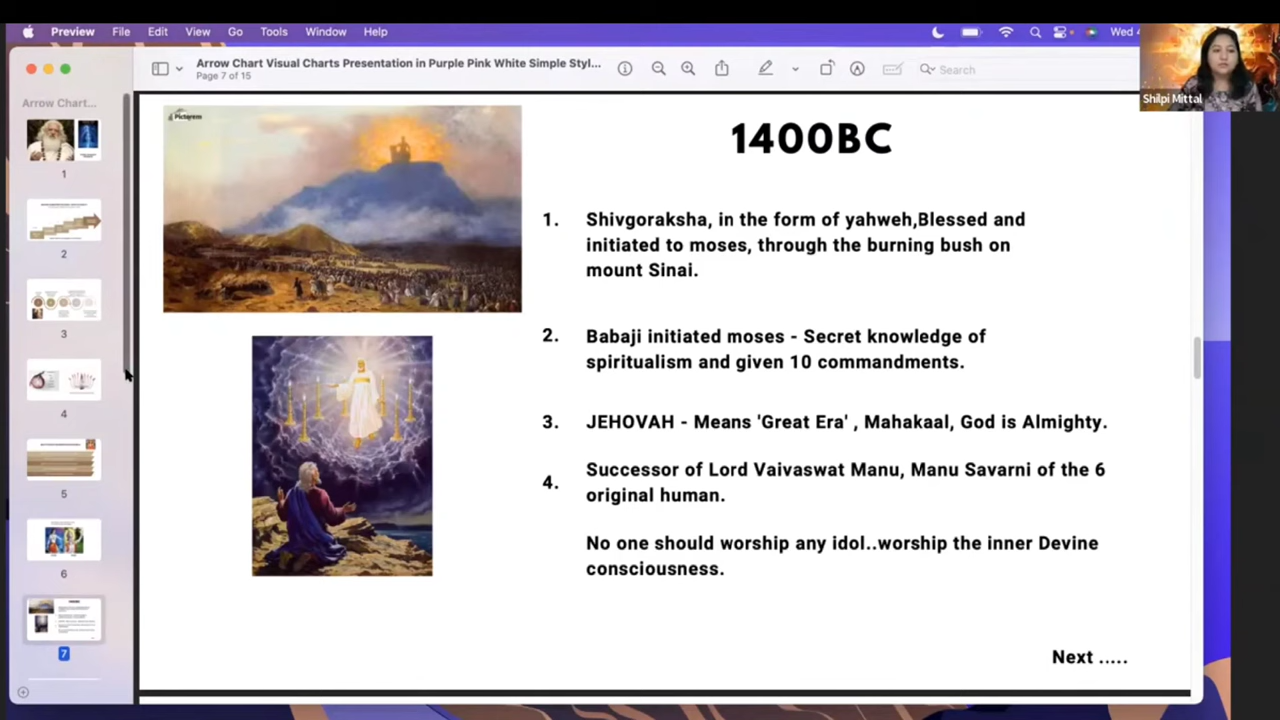 Preview File Edit View Go Tools Window Help Wed
Arrow Chart Visual Charts Presentation in Purple Pink White Simple Styl...
Page 7 of 15
Search
Shilpi Mittal
Arrow Chart...
1
2
3
4
5
6
7
Picturem
1400BC
1. Shivgoraksha, in the form of yahweh,Blessed and
initiated to moses, through the burning bush on
mount Sinai.
2. Babaji initiated moses - Secret knowledge of
spiritualism and given 10 commandments.
3. JEHOVAH - Means 'Great Era' , Mahakaal, God is Almighty.
4. Successor of Lord Vaivaswat Manu, Manu Savarni of the 6
original human.
No one should worship any idol..worship the inner Devine
consciousness.
Next .....